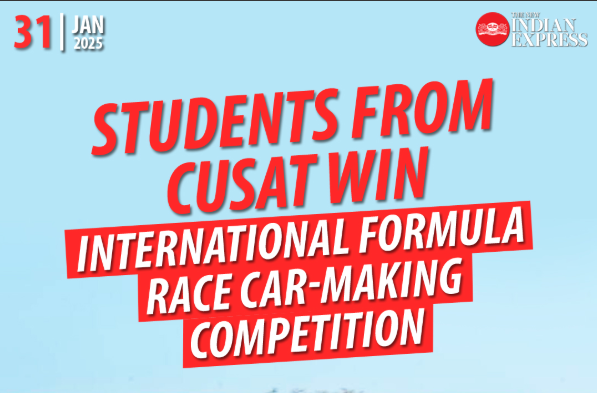 31 JAN
2025
THE NEW
INDIAN
EXPRESS
STUDENTS FROM
CUSAT WIN
INTERNATIONAL FORMULA
RACE CAR-MAKING
COMPETITION